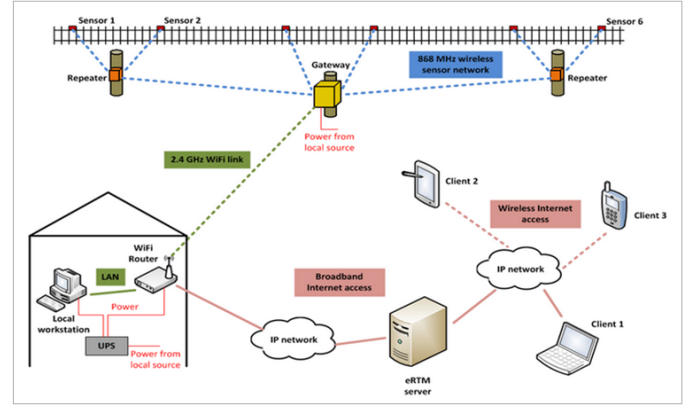 Sensor 1
Sensor 2
Sensor 6
Gateway
868 MHz wireless
sensor network
Repeater
Repeater
Power from
local source
2.4 GHz WiFi link
Client 2
Wireless Internet
access
Client 3
WiFi
Router
LAN
Broadband
Internet access
IP network
Power
Local
workstation
Client 1
UPS
IP network
Power from
local source
eRTM
server